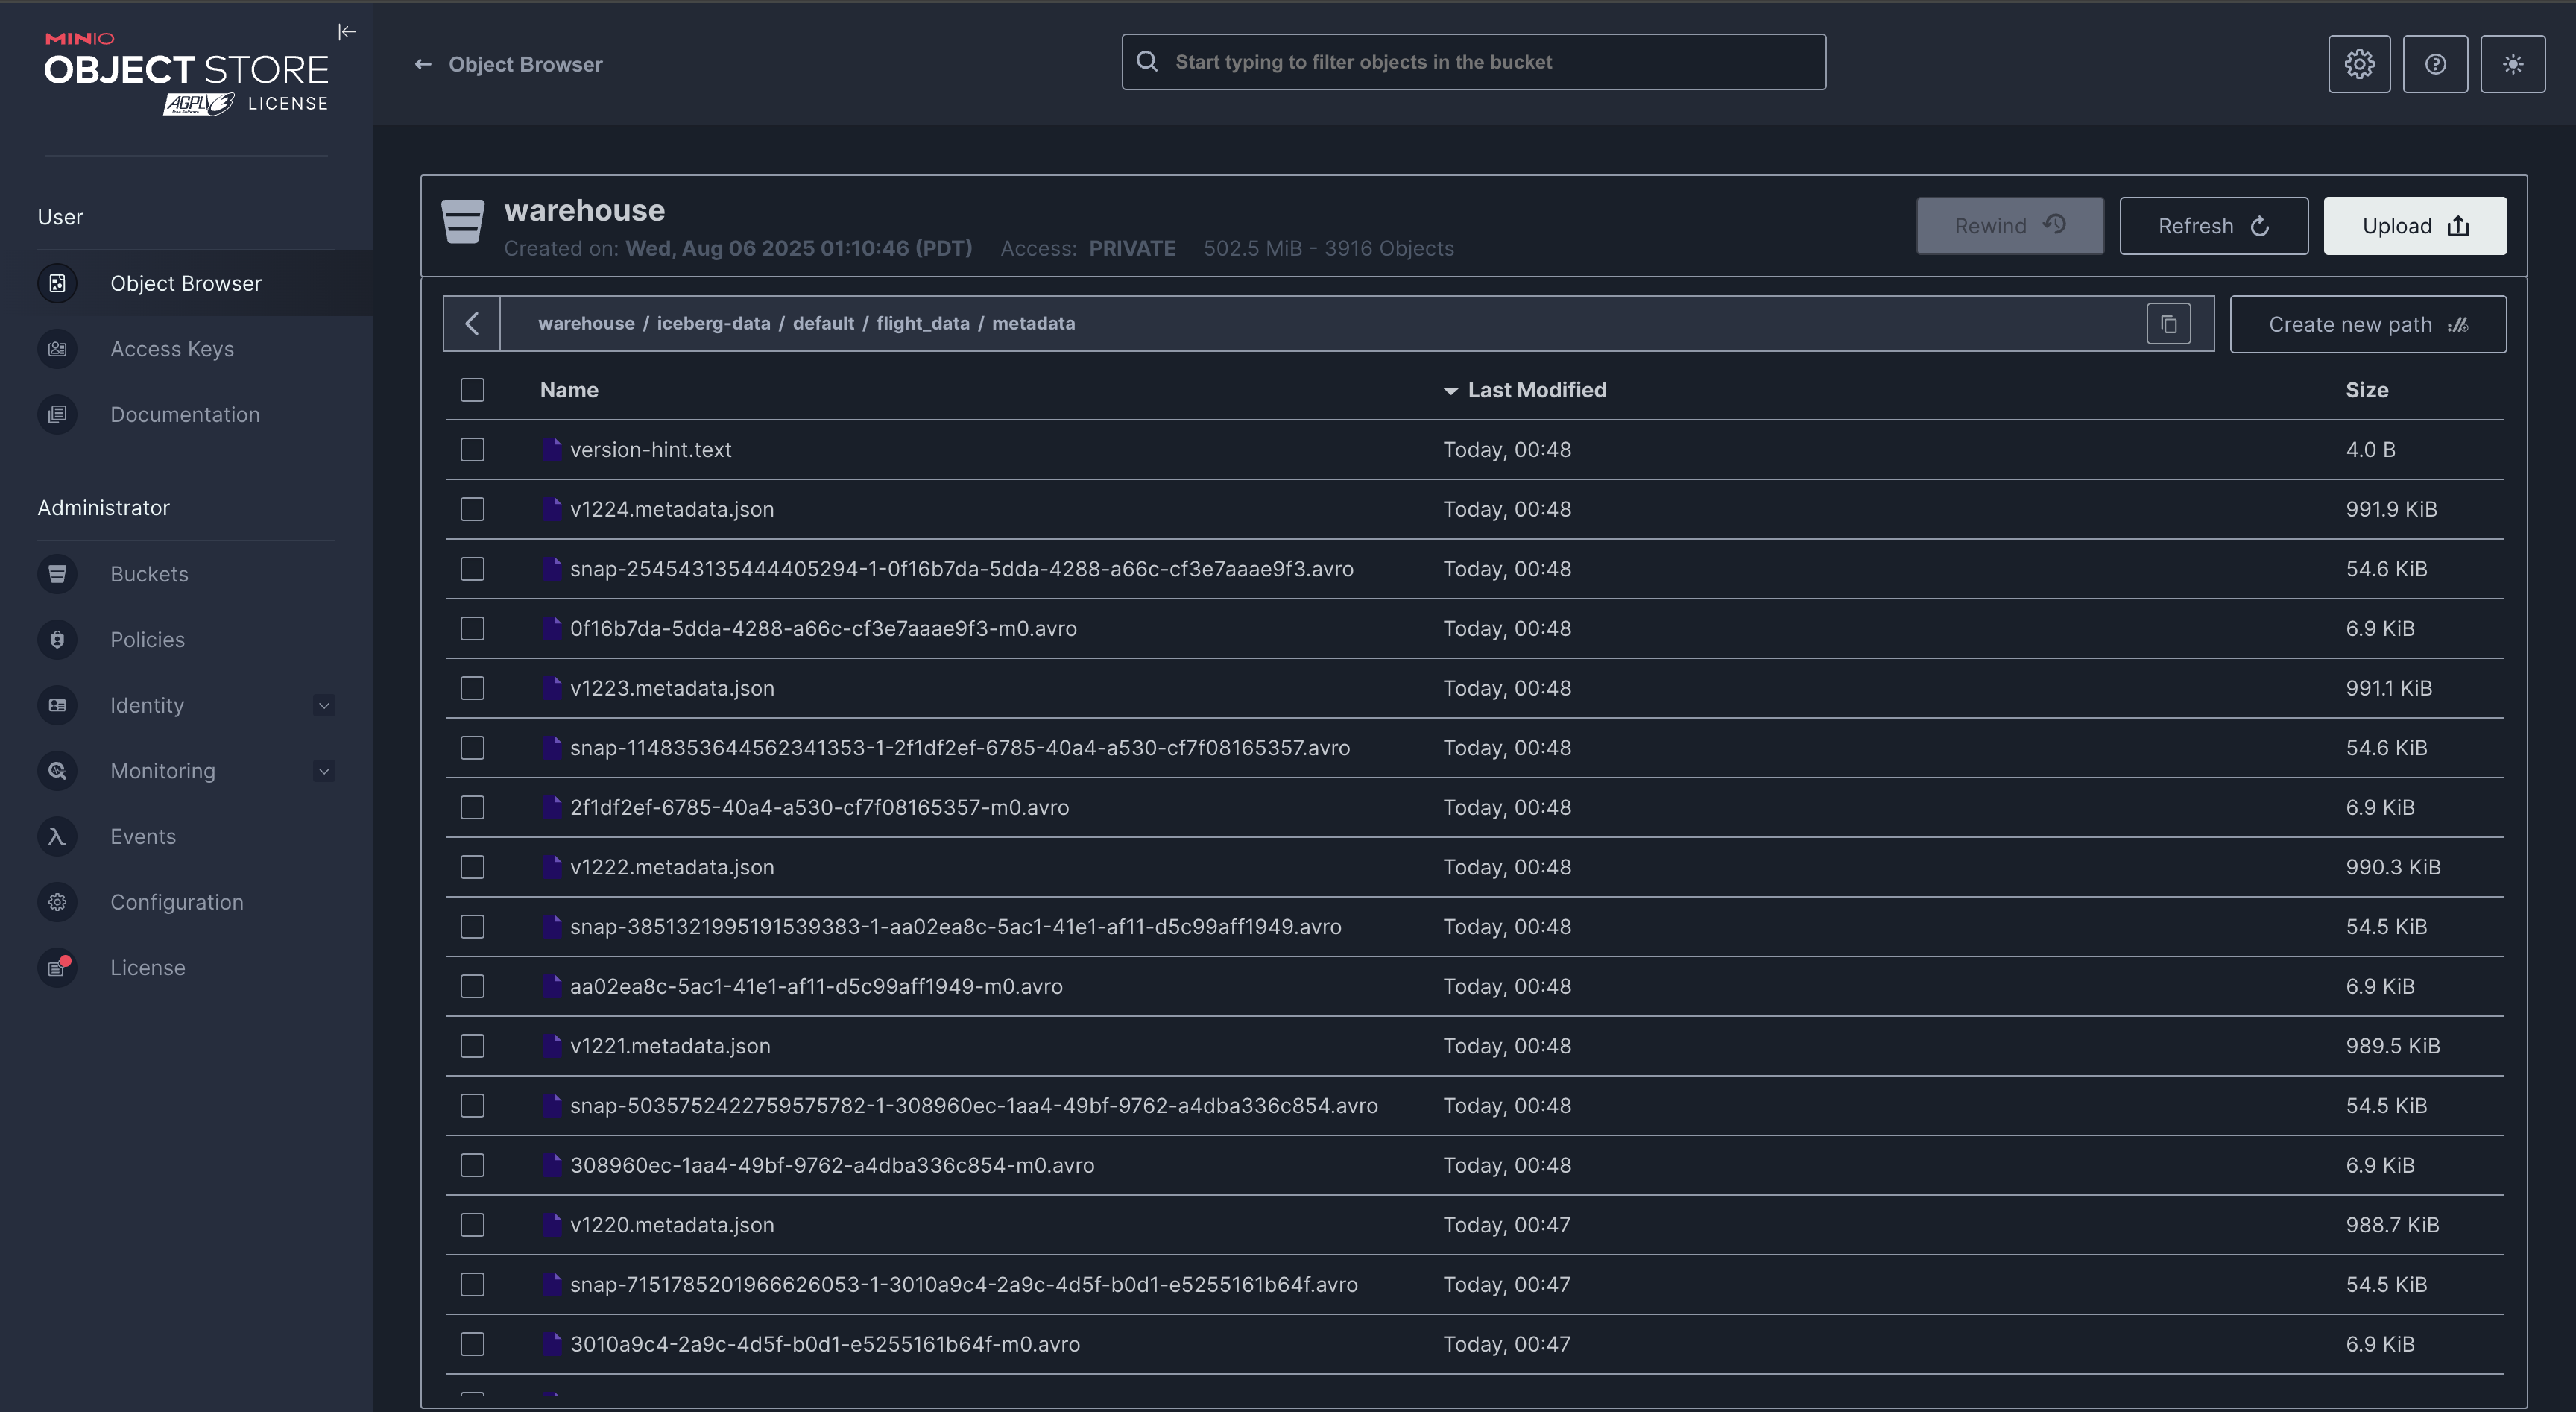 MINIO
OBJECT STORE
AGPLv3 LICENSE
Free Software
Object Browser
Start typing to filter objects in the bucket
User
Object Browser
Access Keys
Documentation
Administrator
Buckets
Policies
Identity
Monitoring
Events
Configuration
License
warehouse
Created on: Wed, Aug 06 2025 01:10:46 (PDT) Access: PRIVATE 502.5 MiB - 3916 Objects
Rewind
Refresh
Upload
warehouse / iceberg-data / default / flight_data / metadata
Create new path
Name Last Modified Size
version-hint.text Today, 00:48 4.0 B
v1224.metadata.json Today, 00:48 991.9 KiB
snap-2545431354444405294-1-0f16b7da-5dda-4288-a66c-cf3e7aaae9f3.avro Today, 00:48 54.6 KiB
0f16b7da-5dda-4288-a66c-cf3e7aaae9f3-m0.avro Today, 00:48 6.9 KiB
v1223.metadata.json Today, 00:48 991.1 KiB
snap-1148353644562341353-1-2f1df2ef-6785-40a4-a530-cf7f08165357.avro Today, 00:48 54.6 KiB
2f1df2ef-6785-40a4-a530-cf7f08165357-m0.avro Today, 00:48 6.9 KiB
v1222.metadata.json Today, 00:48 990.3 KiB
snap-3851321995191539383-1-aa02ea8c-5ac1-41e1-af11-d5c99aff1949.avro Today, 00:48 54.5 KiB
aa02ea8c-5ac1-41e1-af11-d5c99aff1949-m0.avro Today, 00:48 6.9 KiB
v1221.metadata.json Today, 00:48 989.5 KiB
snap-5035752422759575782-1-308960ec-1aa4-49bf-9762-a4dba336c854.avro Today, 00:48 54.5 KiB
308960ec-1aa4-49bf-9762-a4dba336c854-m0.avro Today, 00:48 6.9 KiB
v1220.metadata.json Today, 00:47 988.7 KiB
snap-7151785201966626053-1-3010a9c4-2a9c-4d5f-b0d1-e5255161b64f.avro Today, 00:47 54.5 KiB
3010a9c4-2a9c-4d5f-b0d1-e5255161b64f-m0.avro Today, 00:47 6.9 KiB